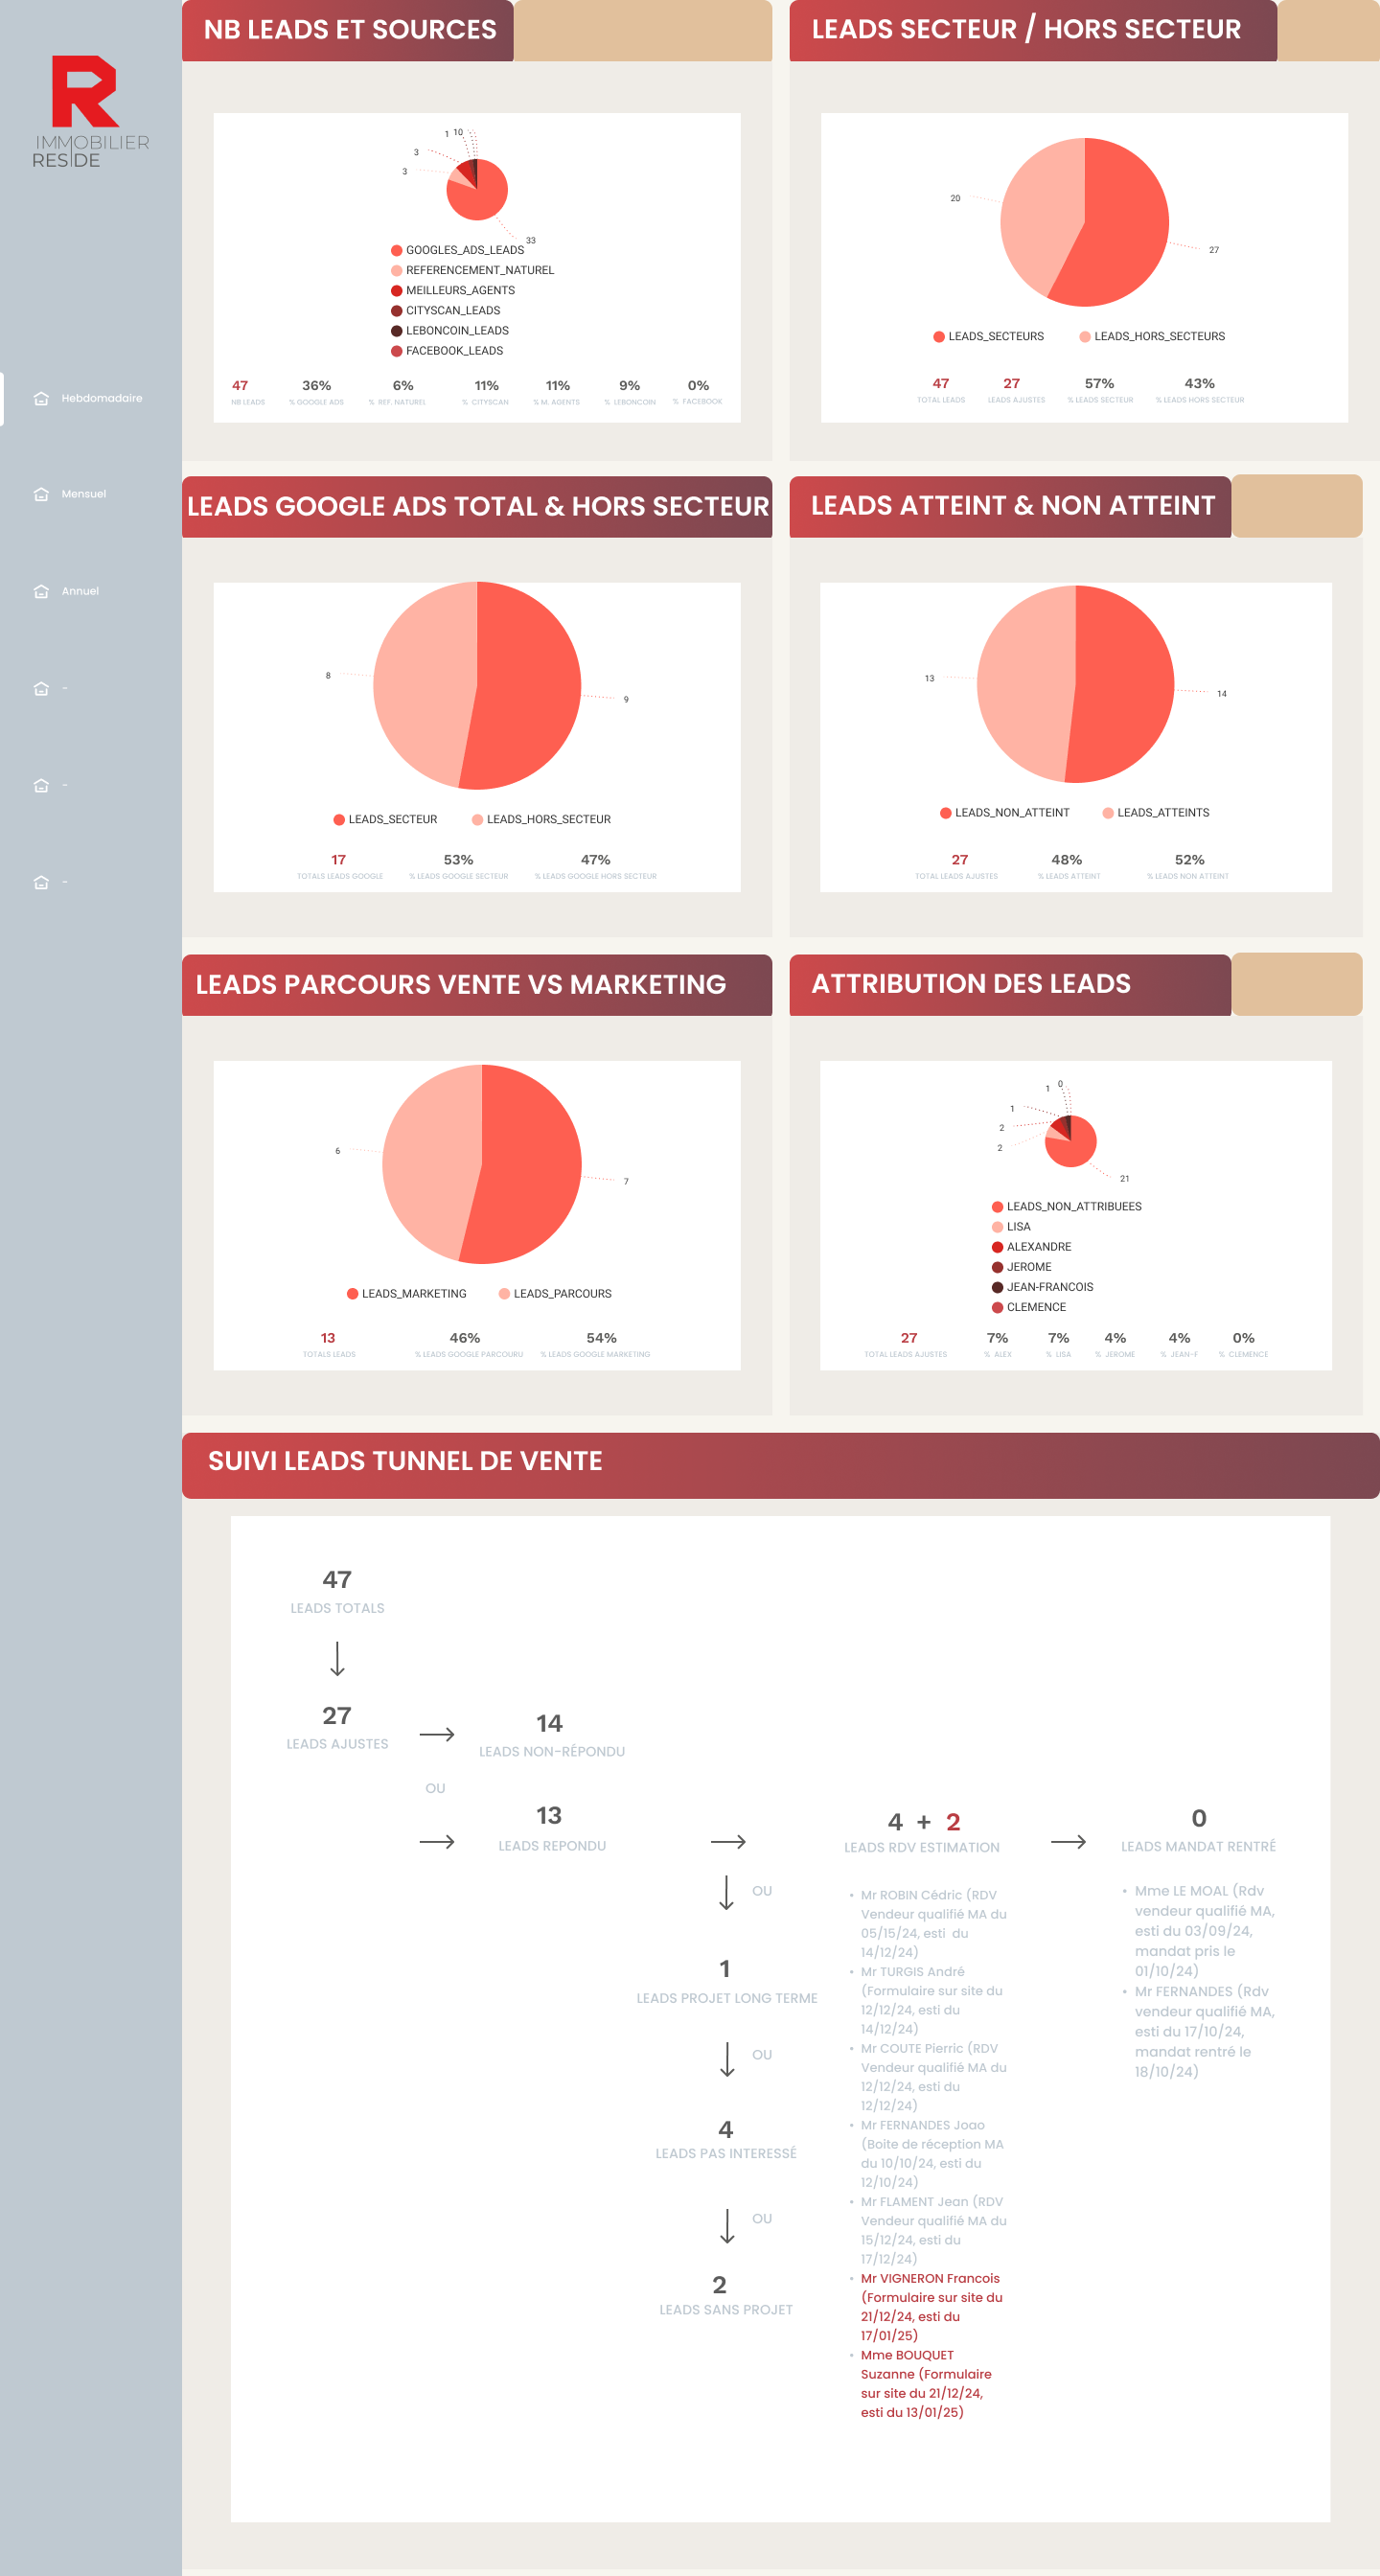 IMMOBILIER
RESIDE
Hebdomadaire
Mensuel
Annuel
-
-
-
NB LEADS ET SOURCES
1 10
3
3
33
GOOGLES_ADS_LEADS
REFERENCEMENT_NATUREL
MEILLEURS_AGENTS
CITYSCAN_LEADS
LEBONCOIN_LEADS
FACEBOOK_LEADS
47 36% 6% 11% 11% 9% 0%
NB LEADS % GOOGLE ADS % REF. NATUREL % CITYSCAN % M. AGENTS % LEBONCOIN % FACEBOOK
LEADS SECTEUR / HORS SECTEUR
20
27
LEADS_SECTEURS LEADS_HORS_SECTEURS
47 27 57% 43%
TOTAL LEADS LEADS AJUSTES % LEADS SECTEUR % LEADS HORS SECTEUR
LEADS GOOGLE ADS TOTAL & HORS SECTEUR
8
9
LEADS_SECTEUR LEADS_HORS_SECTEUR
17 53% 47%
TOTALS LEADS GOOGLE % LEADS GOOGLE SECTEUR % LEADS GOOGLE HORS SECTEUR
LEADS ATTEINT & NON ATTEINT
13
14
LEADS_NON_ATTEINT LEADS_ATTEINTS
27 48% 52%
TOTAL LEADS AJUSTES % LEADS ATTEINT % LEADS NON ATTEINT
LEADS PARCOURS VENTE VS MARKETING
6
7
LEADS_MARKETING LEADS_PARCOURS
13 46% 54%
TOTALS LEADS % LEADS GOOGLE PARCOURU % LEADS GOOGLE MARKETING
ATTRIBUTION DES LEADS
1 0
1
2
2
21
LEADS_NON_ATTRIBUEES
LISA
ALEXANDRE
JEROME
JEAN-FRANCOIS
CLEMENCE
27 7% 7% 4% 4% 0%
TOTAL LEADS AJUSTES % ALEX % LISA % JEROME % JEAN-F % CLEMENCE
SUIVI LEADS TUNNEL DE VENTE
47
LEADS TOTALS
27
LEADS AJUSTES
14
LEADS NON-RÉPONDU
OU
13
LEADS REPONDU
OU
1
LEADS PROJET LONG TERME
OU
4
LEADS PAS INTERESSÉ
OU
2
LEADS SANS PROJET
4 + 2
LEADS RDV ESTIMATION
• Mr ROBIN Cédric (RDV
Vendeur qualifié MA du
05/15/24, esti du
14/12/24)
• Mr TURGIS André
(Formulaire sur site du
12/12/24, esti du
14/12/24)
• Mr COUTE Pierric (RDV
Vendeur qualifié MA du
12/12/24, esti du
12/12/24)
• Mr FERNANDES Joao
(Boite de réception MA
du 10/10/24, esti du
12/10/24)
• Mr FLAMENT Jean (RDV
Vendeur qualifié MA du
15/12/24, esti du
17/12/24)
• Mr VIGNERON Francois
(Formulaire sur site du
21/12/24, esti du
17/01/25)
• Mme BOUQUET
Suzanne (Formulaire
sur site du 21/12/24,
esti du 13/01/25)
0
LEADS MANDAT RENTRÉ
• Mme LE MOAL (Rdv
vendeur qualifié MA,
esti du 03/09/24,
mandat pris le
01/10/24)
• Mr FERNANDES (Rdv
vendeur qualifié MA,
esti du 17/10/24,
mandat rentré le
18/10/24)